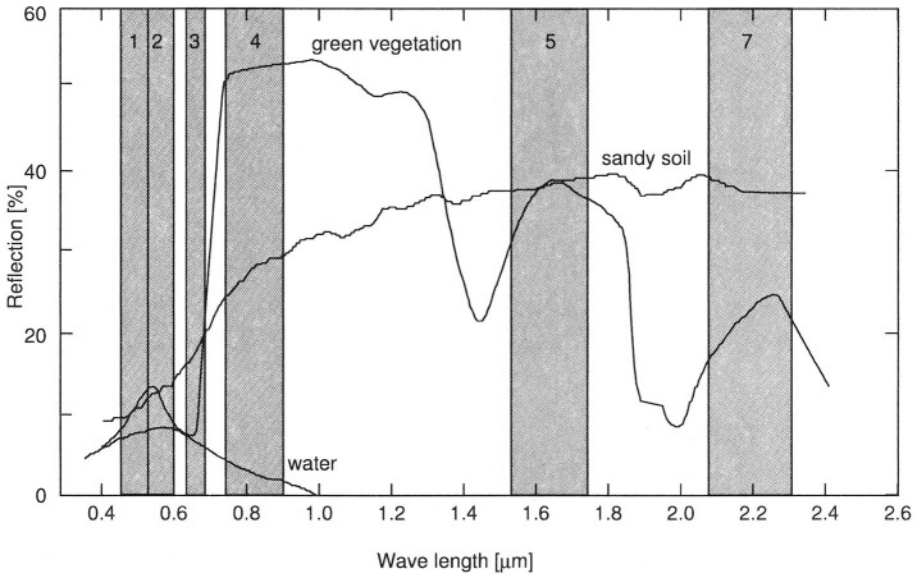 60
1 2 3 4 green vegetation 5 7
Reflection [%]
40
sandy soil
20
water
0
0.4 0.6 0.8 1.0 1.2 1.4 1.6 1.8 2.0 2.2 2.4 2.6
Wave length [µm]